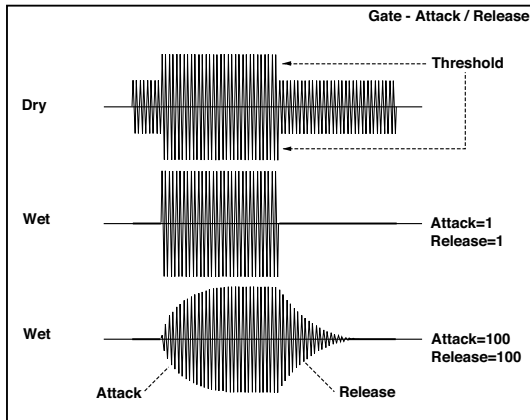 Gate - Attack / Release
Threshold
Dry
Wet
Attack=1
Release=1
Wet
Attack=100
Release=100
Attack
Release